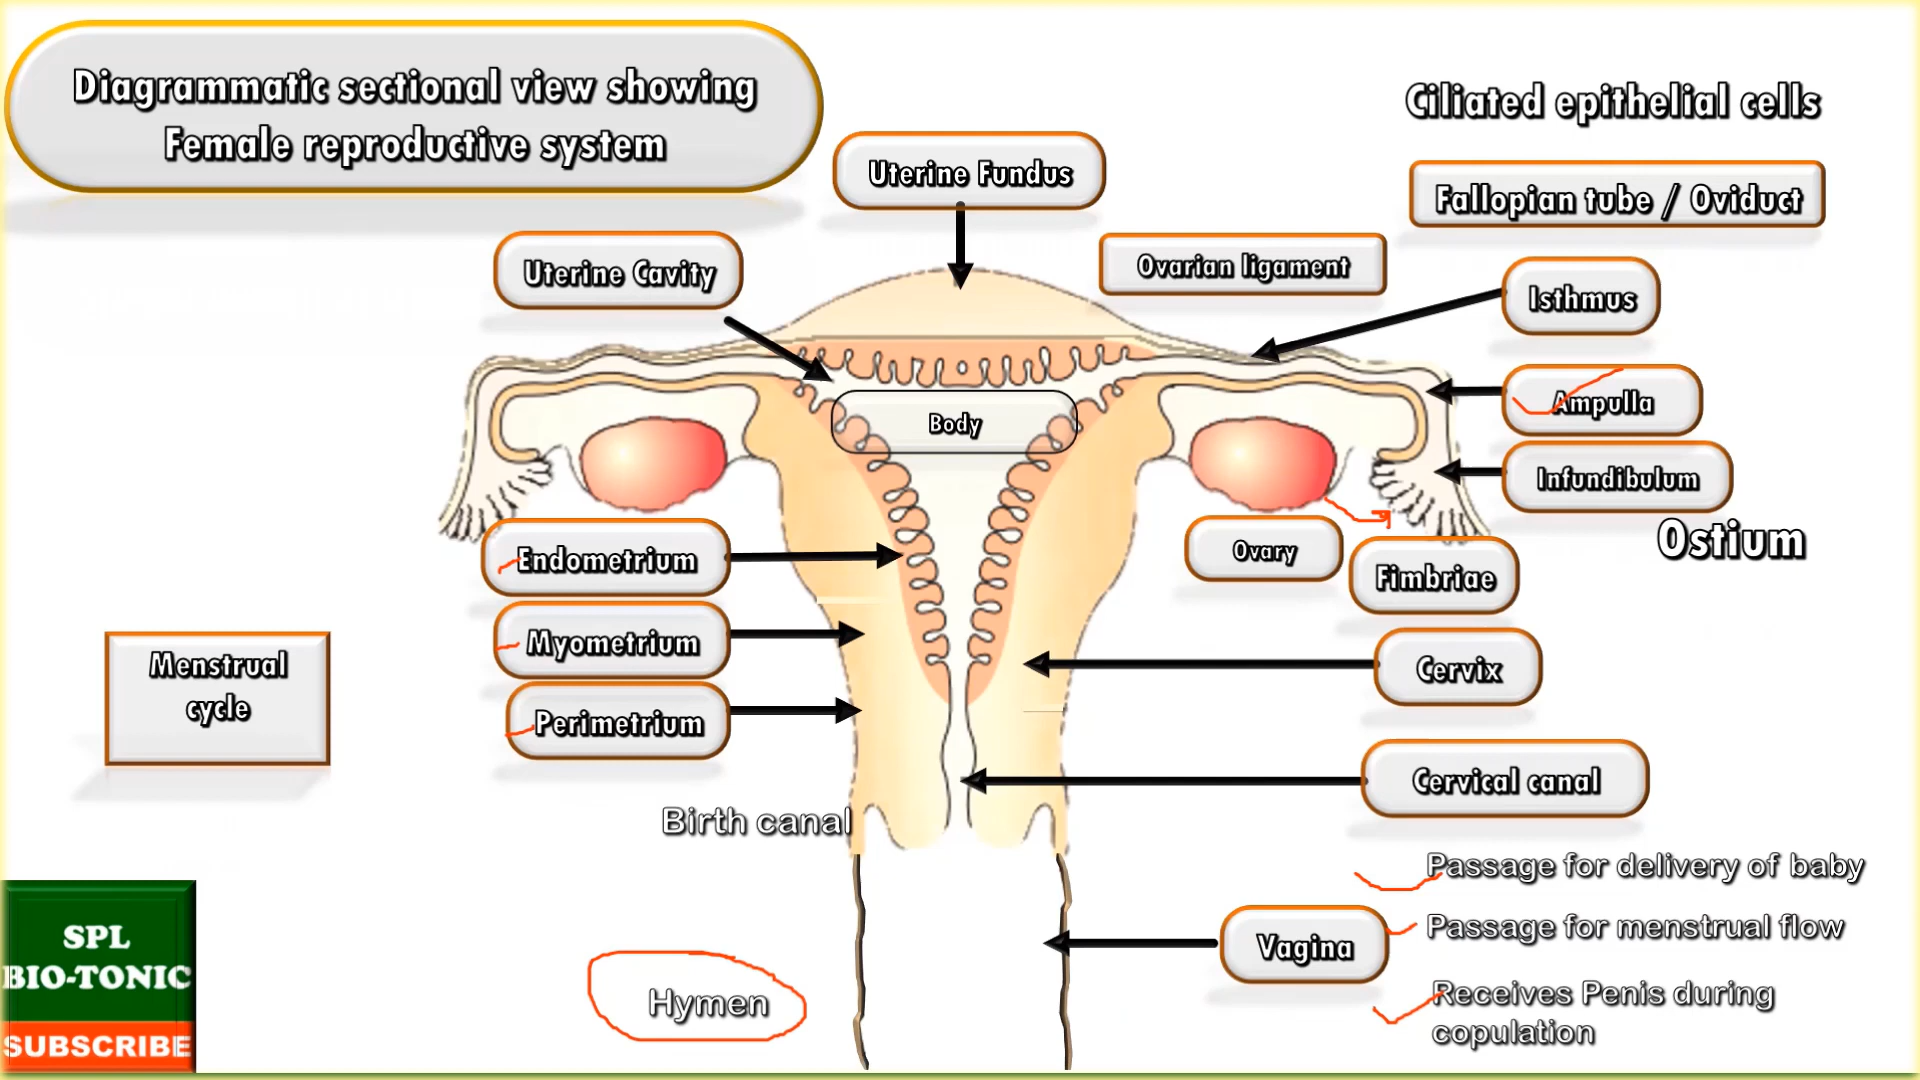 Diagrammatic sectional view showing
Female reproductive system
Ciliated epithelial cells
Uterine Fundus
Fallopian tube / Oviduct
Uterine Cavity
Ovarian ligament
Isthmus
Ampulla
Body
Infundibulum
Ostium
Endometrium
Ovary
Fimbriae
Myometrium
Cervix
Menstrual
cycle
Perimetrium
Cervical canal
Birth canal
Passage for delivery of baby
Passage for menstrual flow
Vagina
Receives Penis during
copulation
Hymen
SPL
BIO-TONIC
SUBSCRIBE